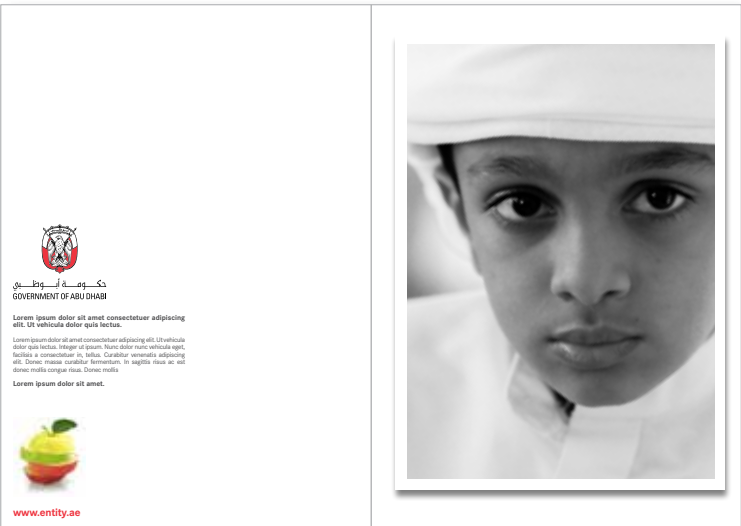 حكومة أبوظبي
GOVERNMENT OF ABU DHABI
Lorem ipsum dolor sit amet consectetuer adipiscing
elit. Ut vehicula dolor quis lectus.
Lorem ipsum dolor sit amet consectetuer adipiscing elit. Ut vehicula
dolor quis lectus. Integer ut ipsum. Nunc dolor nunc vehicula eget,
facilisis a consectetuer in, tellus. Curabitur venenatis adipiscing
elit. Donec massa curabitur fermentum. In sagittis risus ac est
donec mollis congue risus. Donec mollis
Lorem ipsum dolor sit amet.
www.entity.ae